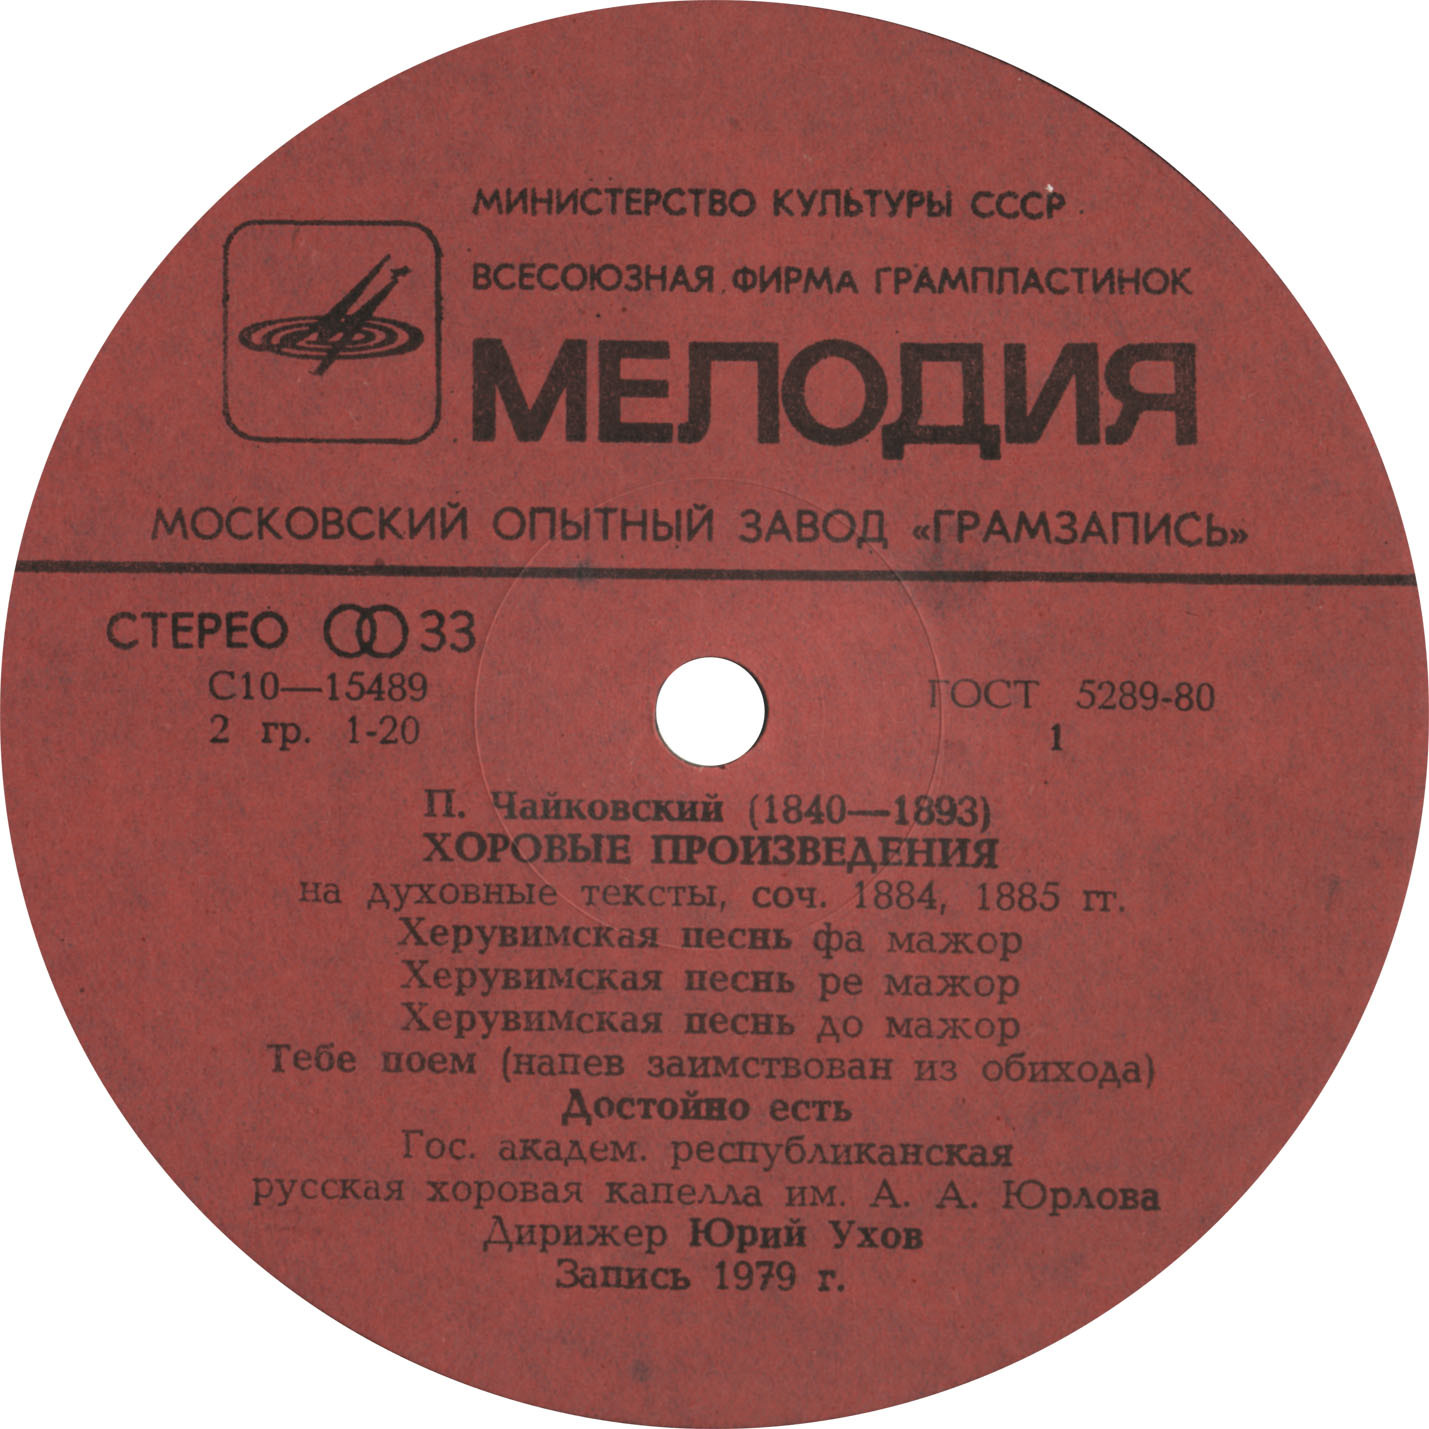 МИНИСТЕРСТВО КУЛЬТУРЫ СССР
ВСЕСОЮЗНАЯ ФИРМА ГРАМПЛАСТИНОК
МЕЛОДИЯ
МОСКОВСКИЙ ОПЫТНЫЙ ЗАВОД «ГРАМЗАПИСЬ»
СТЕРЕО 33
С10—15489
ГОСТ 5289-80
2 гр. 1-20
1
П. Чайковский (1840—1893)
ХОРОВЫЕ ПРОИЗВЕДЕНИЯ
на духовные тексты, соч. 1884, 1885 гг.
Херувимская песнь фа мажор
Херувимская песнь ре мажор
Херувимская песнь до мажор
Тебе поем (напев заимствован из обихода)
Достойно есть
Гос. академ. республиканская
русская хоровая капелла им. А. А. Юрлова
Дирижер Юрий Ухов
Запись 1979 г.